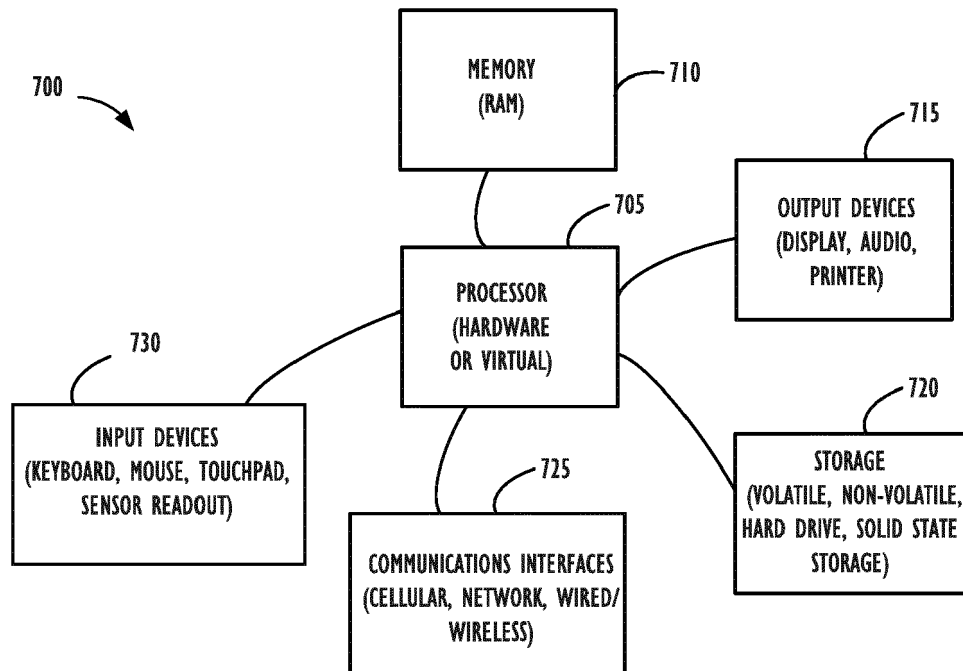 700
MEMORY
(RAM)
710
715
OUTPUT DEVICES
(DISPLAY, AUDIO,
PRINTER)
705
PROCESSOR
(HARDWARE
OR VIRTUAL)
730
INPUT DEVICES
(KEYBOARD, MOUSE, TOUCHPAD,
SENSOR READOUT)
725
COMMUNICATIONS INTERFACES
(CELLULAR, NETWORK, WIRED/
WIRELESS)
720
STORAGE
(VOLATILE, NON-VOLATILE,
HARD DRIVE, SOLID STATE
STORAGE)